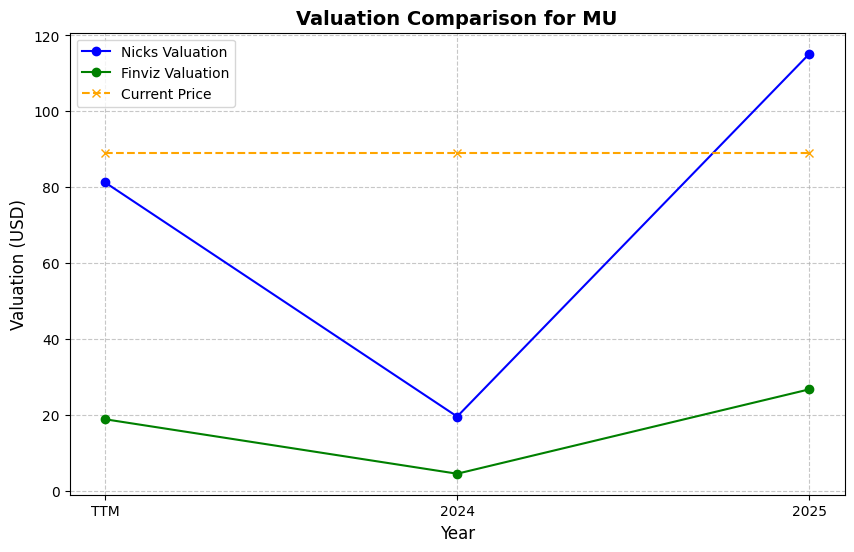 Valuation Comparison for MU
Nicks Valuation
Finviz Valuation
Current Price
Valuation (USD)
120
100
80
60
40
20
0
TTM
2024
2025
Year